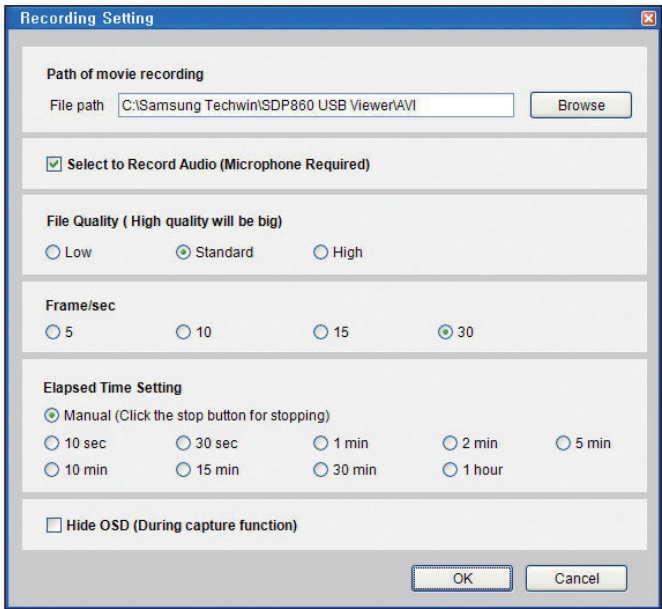 Recording Setting
Path of movie recording
File path C:\Samsung Techwin\SDP860 USB Viewer\AVI Browse
Select to Record Audio (Microphone Required)
File Quality ( High quality will be big)
Low Standard High
Frame/sec
5 10 15 30
Elapsed Time Setting
Manual (Click the stop button for stopping)
10 sec 30 sec 1 min 2 min 5 min
10 min 15 min 30 min 1 hour
Hide OSD (During capture function)
OK Cancel